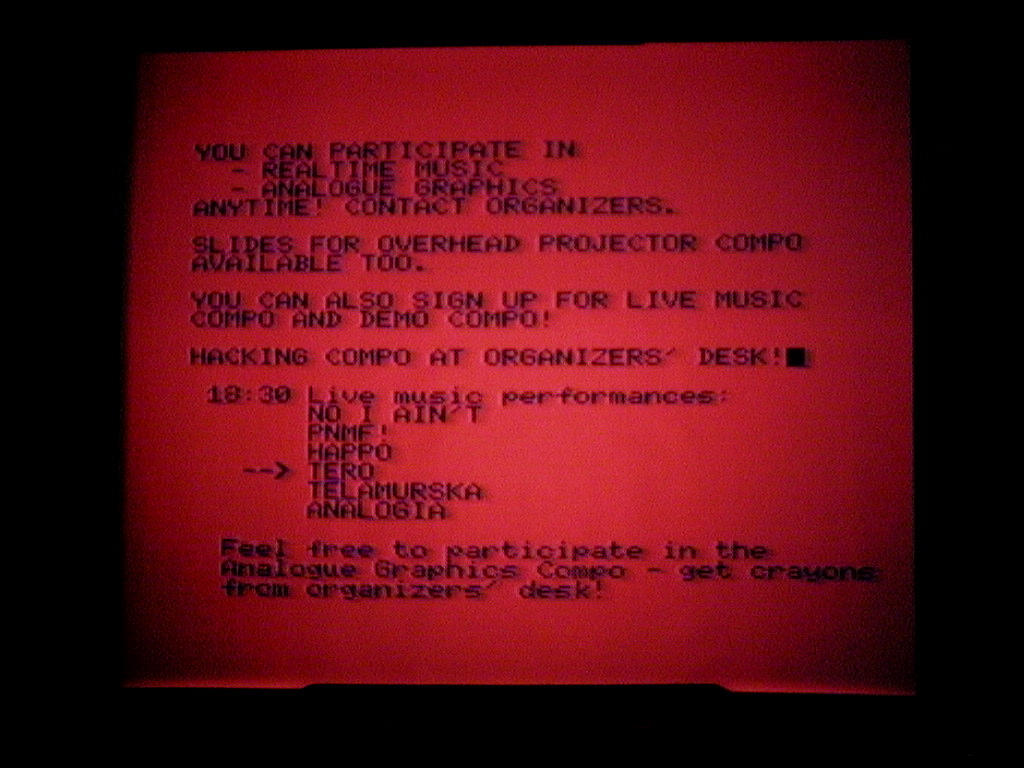 YOU CAN PARTICIPATE IN
- REALTIME MUSIC
- ANALOGUE GRAPHICS
ANYTIME! CONTACT ORGANIZERS.
SLIDES FOR OVERHEAD PROJECTOR COMPO
AVAILABLE TOO.
YOU CAN ALSO SIGN UP FOR LIVE MUSIC
COMPO AND DEMO COMPO!
HACKING COMPO AT ORGANIZERS' DESK!
18:30 Live music performances:
NO I AIN'T
PNMF!
HAPPO
--> TERO
TELAMURSKA
ANALOGIA
Feel free to participate in the
Analogue Graphics Compo - get crayons
from organizers' desk!